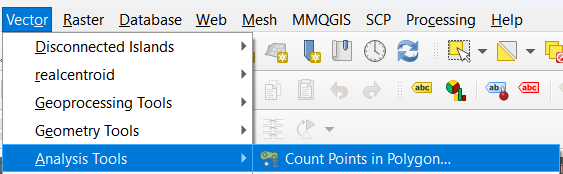 Vector Raster Database Web Mesh MMQGIS SCP Processing Help
Disconnected Islands
realcentroid
Geoprocessing Tools
abc ab abc
Geometry Tools
Analysis Tools Count Points in Polygon...